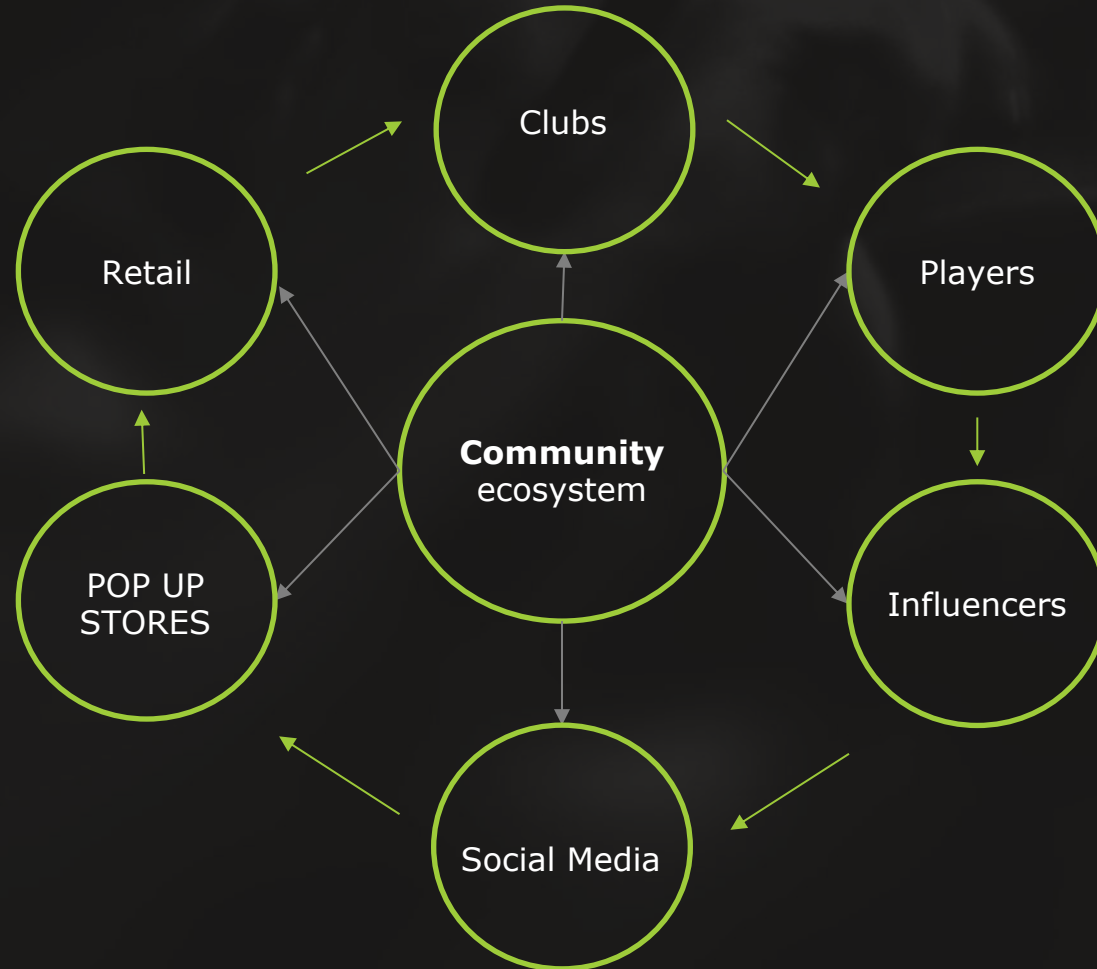 Clubs
Retail
Players
Community
ecosystem
POP UP
STORES
Influencers
Social Media